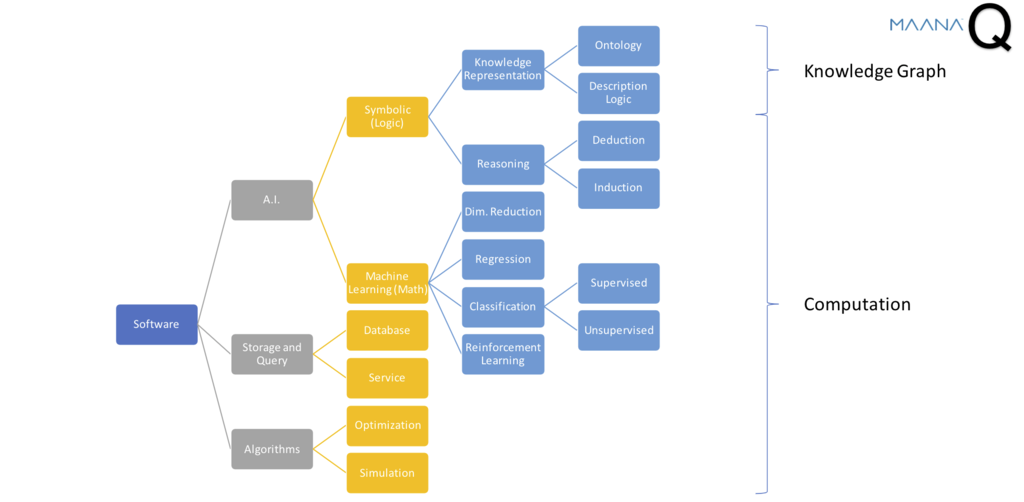 MAANA Q
Ontology
Knowledge
Representation
Knowledge Graph
Description
Logic
Symbolic
(Logic)
Deduction
Reasoning
Induction
A.I.
Dim. Reduction
Regression
Machine
Learning (Math)
Supervised
Classification
Computation
Software
Database
Unsupervised
Storage and
Query
Reinforcement
Learning
Service
Optimization
Algorithms
Simulation